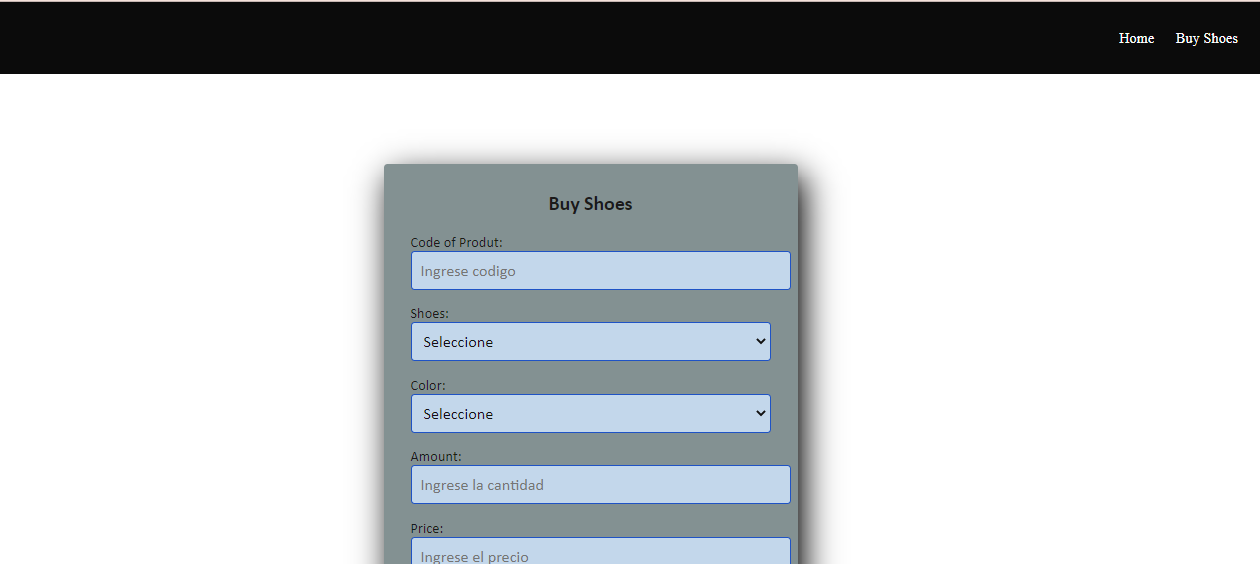 Home Buy Shoes
Buy Shoes
Code of Produt:
Ingrese codigo
Shoes:
Seleccione
Color:
Seleccione
Amount:
Ingrese la cantidad
Price:
Ingrese el precio